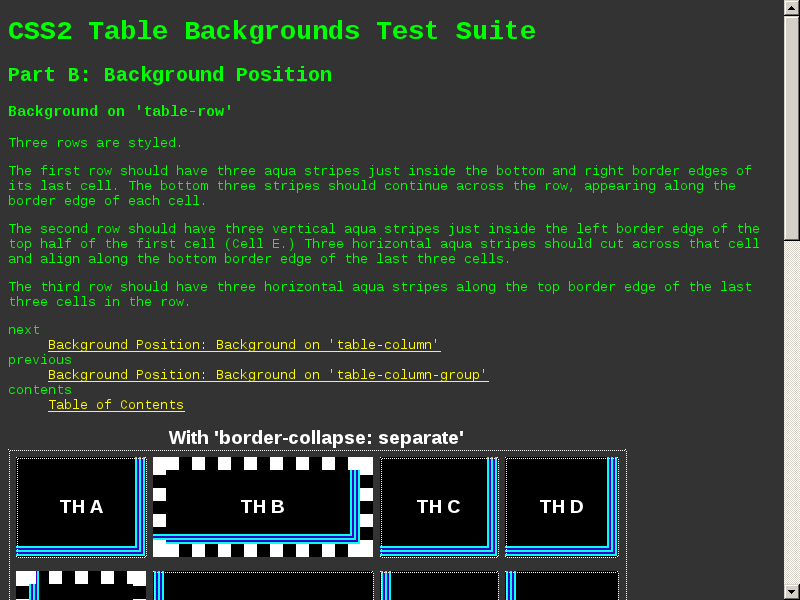 CSS2 Table Backgrounds Test Suite
Part B: Background Position
Background on 'table-row'
Three rows are styled.
The first row should have three aqua stripes just inside the bottom and right border edges of
its last cell. The bottom three stripes should continue across the row, appearing along the
border edge of each cell.
The second row should have three vertical aqua stripes just inside the left border edge of the
top half of the first cell (Cell E.) Three horizontal aqua stripes should cut across that cell
and align along the bottom border edge of the last three cells.
The third row should have three horizontal aqua stripes along the top border edge of the last
three cells in the row.
next
Background Position: Background on 'table-column'
previous
Background Position: Background on 'table-column-group'
contents
Table of Contents
With 'border-collapse: separate'
TH A TH B TH C TH D